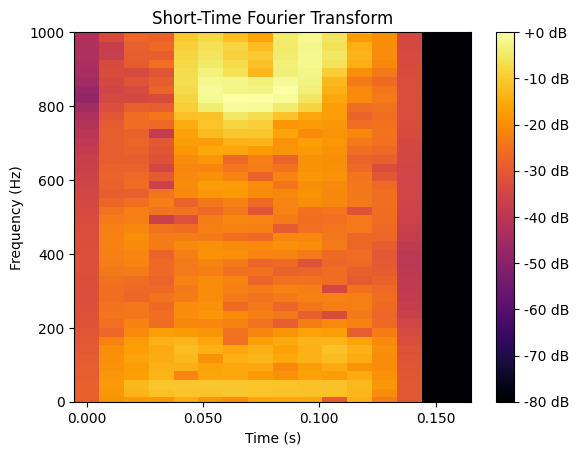 Short-Time Fourier Transform
1000
800
600
400
200
0
Frequency (Hz)
0.000
0.050
0.100
0.150
Time (s)
+0 dB
-10 dB
-20 dB
-30 dB
-40 dB
-50 dB
-60 dB
-70 dB
-80 dB